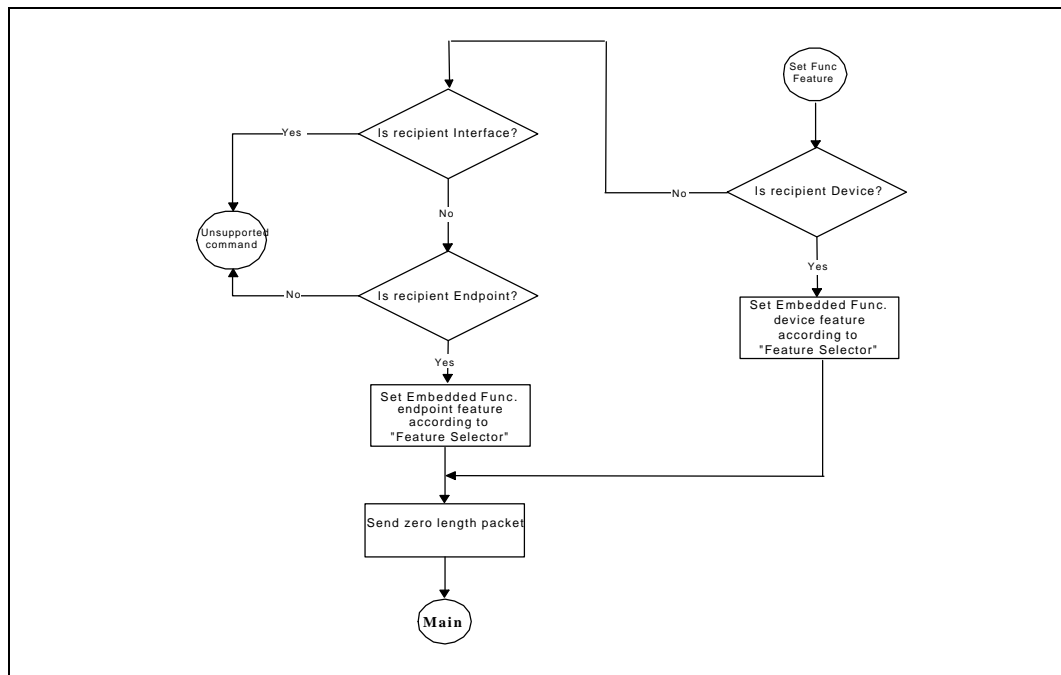 Set Func
Feature
Is recipient Device?
No
Yes
Set Embedded Func.
device feature
according to
"Feature Selector"
Is recipient Interface?
Yes
No
Unsupported
command
Is recipient Endpoint?
No
Yes
Set Embedded Func.
endpoint feature
according to
"Feature Selector"
Send zero length packet
Main